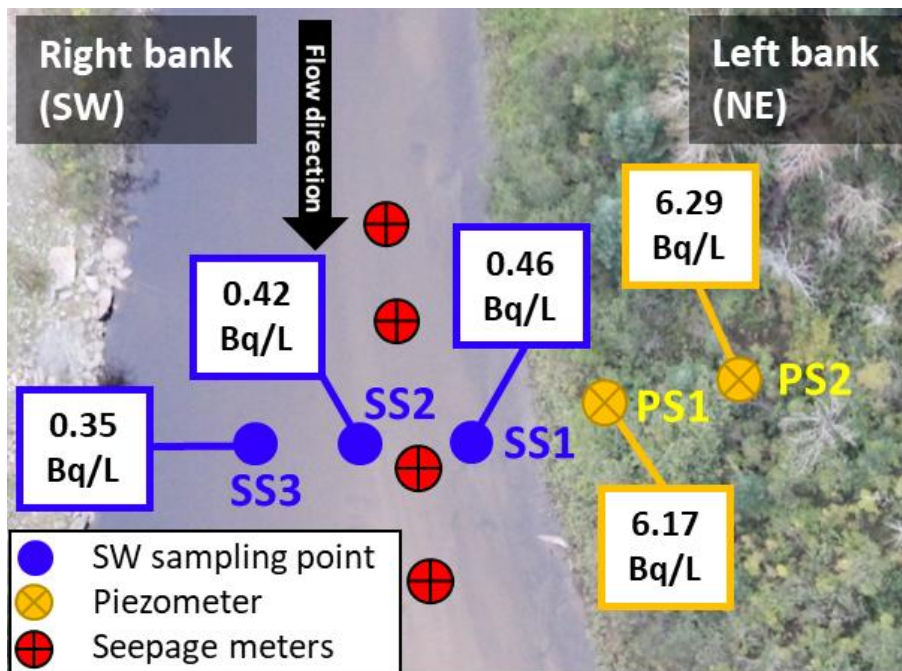 Right bank
(SW)
Flow direction
Left bank
(NE)
6.29
Bq/L
0.46
Bq/L
0.42
Bq/L
SS2
PS1
PS2
0.35
Bq/L
SS3
SS1
6.17
Bq/L
SW sampling point
Piezometer
Seepage meters